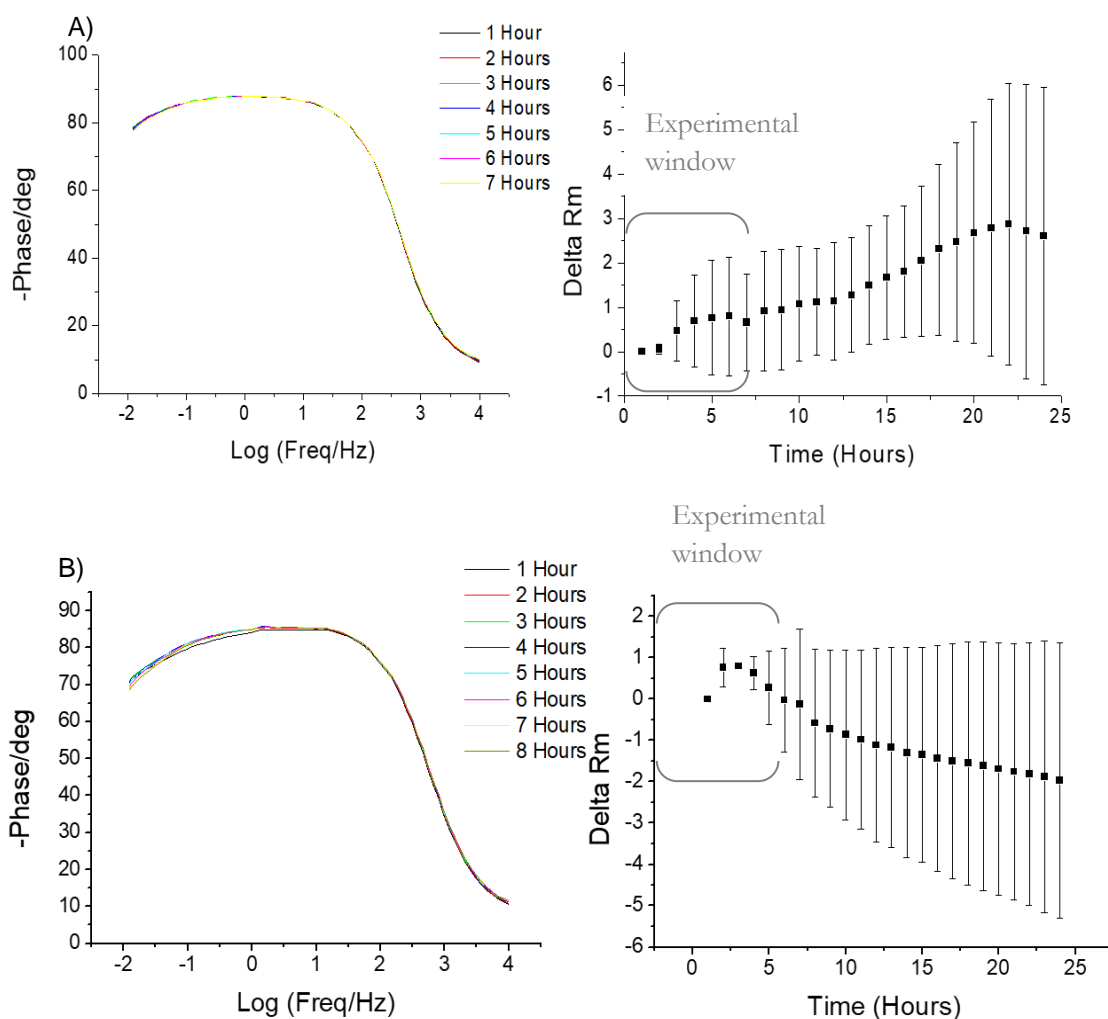 A)
1 Hour
2 Hours
3 Hours
4 Hours
5 Hours
6 Hours
7 Hours
100
80
60
40
20
0
-Phase/deg
-2 -1 0 1 2 3 4
Log (Freq/Hz)
Experimental
window
6
5
4
3
2
1
0
-1
Delta Rm
0 5 10 15 20 25
Time (Hours)
Experimental
window
B)
1 Hour
2 Hours
3 Hours
4 Hours
5 Hours
6 Hours
7 Hours
8 Hours
90
80
70
60
50
40
30
20
10
0
-Phase/deg
-2 -1 0 1 2 3 4
Log (Freq/Hz)
2
1
0
-1
-2
-3
-4
-5
-6
Delta Rm
0 5 10 15 20 25
Time (Hours)